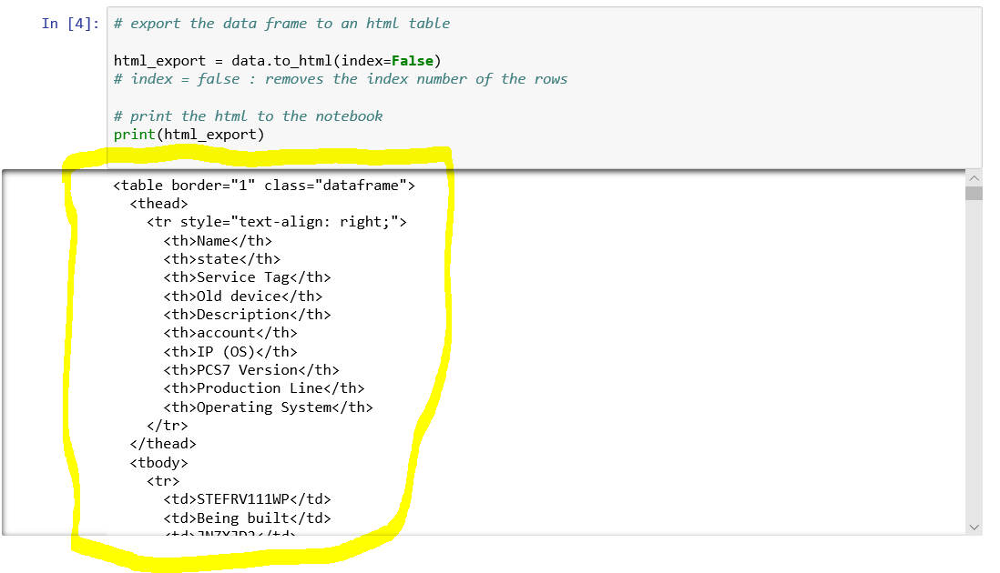 In [4]:
# export the data frame to an html table
html_export = data.to_html(index=False)
# index = false : removes the index number of the rows
# print the html to the notebook
print(html_export)
<table border="1" class="dataframe">
<thead>
<tr style="text-align: right;">
<th>Name</th>
<th>state</th>
<th>Service Tag</th>
<th>Old device</th>
<th>Description</th>
<th>account</th>
<th>IP (OS)</th>
<th>PCS7 Version</th>
<th>Production Line</th>
<th>Operating System</th>
</tr>
</thead>
<tbody>
<tr>
<td>STEFRV111WP</td>
<td>Being built</td>